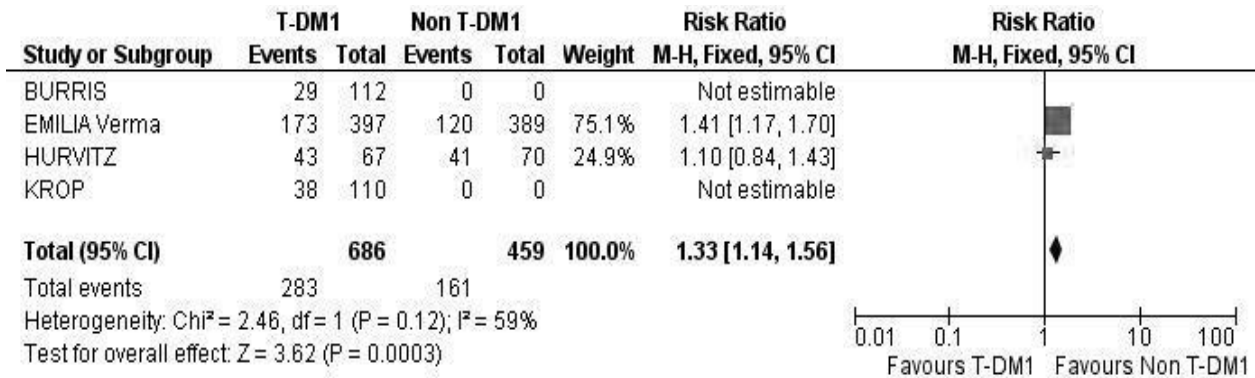 T-DM1 Non T-DM1 Risk Ratio Risk Ratio
Study or Subgroup Events Total Events Total Weight M-H, Fixed, 95% CI M-H, Fixed, 95% CI
BURRIS 29 112 0 0 Not estimable
EMILIA Verma 173 397 120 389 75.1% 1.41 [1.17, 1.70]
HURVITZ 43 67 41 70 24.9% 1.10 [0.84, 1.43]
KROP 38 110 0 0 Not estimable
Total (95% CI) 686 459 100.0% 1.33 [1.14, 1.56]
Total events 283 161
Heterogeneity: Chi² = 2.46, df = 1 (P = 0.12); I² = 59%
Test for overall effect: Z = 3.62 (P = 0.0003)
0.01 0.1 1 10 100
Favours T-DM1 Favours Non T-DM1